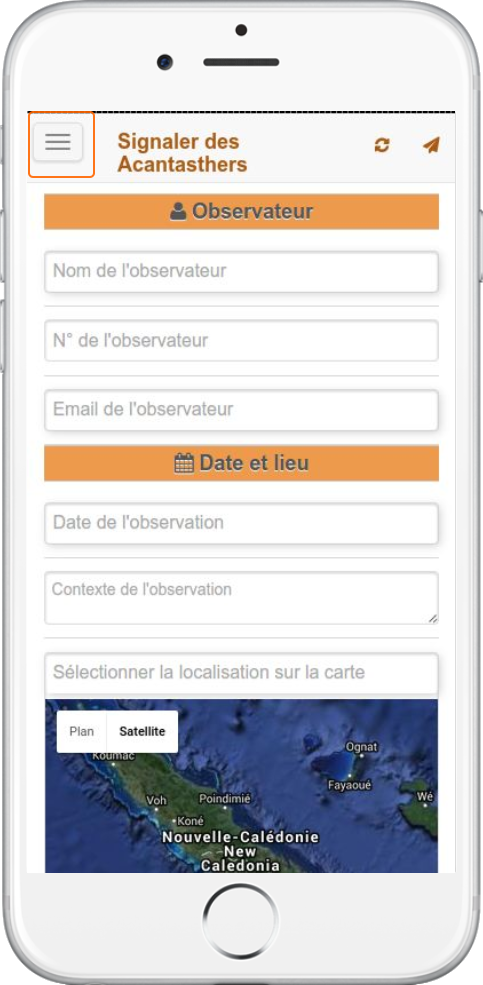 Signaler des
Acantasthers
Observateur
Nom de l'observateur
N° de l'observateur
Email de l'observateur
Date et lieu
Date de l'observation
Contexte de l'observation
Sélectionner la localisation sur la carte
Plan Satellite
Koumac
Ognat
Fayaoué
Wé
Voh Poindimié
Koné
Nouvelle-Calédonie
New
Caledonia